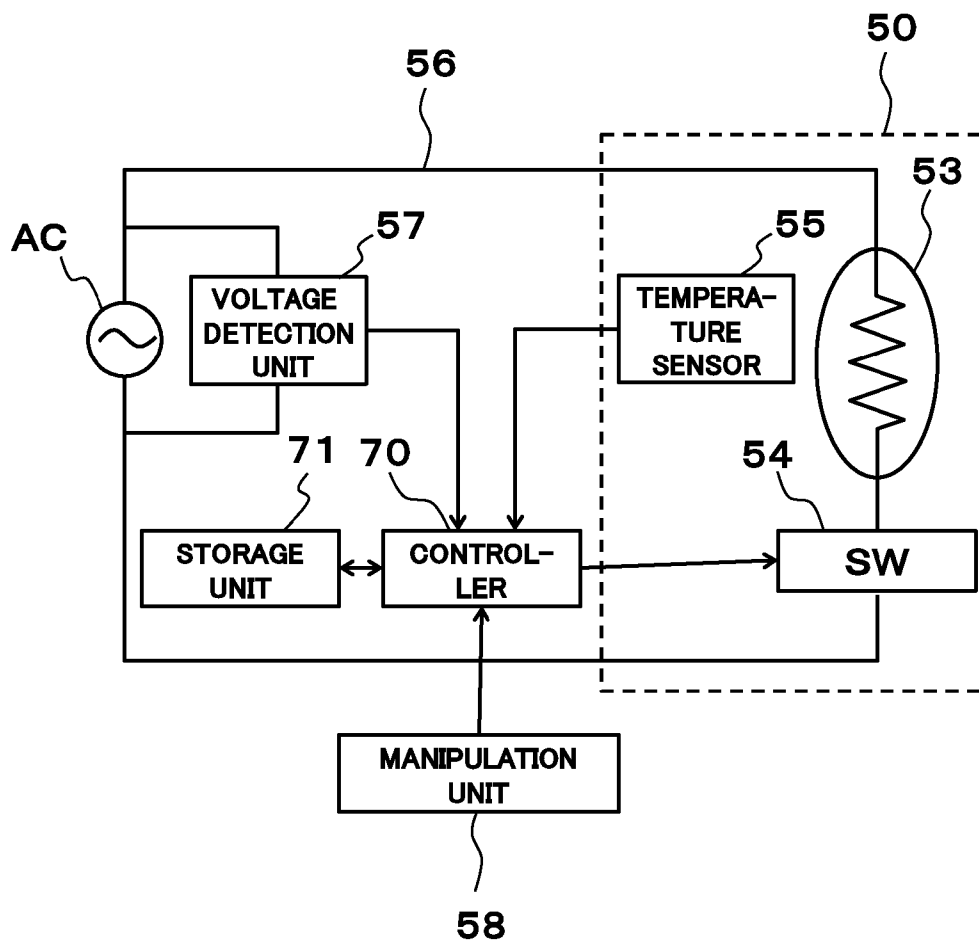 50
56
53
AC
57
55
VOLTAGE
DETECTION
UNIT
TEMPERA-
TURE
SENSOR
71
70
54
STORAGE
UNIT
CONTROL-
LER
SW
MANIPULATION
UNIT
58